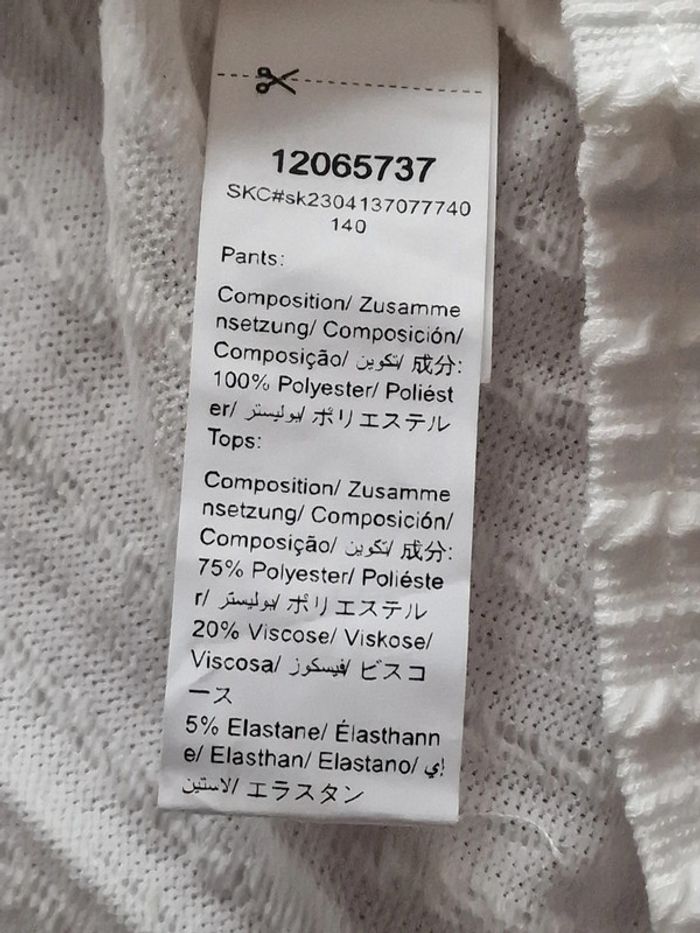 12065737
SKC#sk2304137077740
140
Pants:
Composition/ Zusamme
nsetzung/ Composición/
Composição/ تكوين/ 成分:
100% Polyester/ Poliést
er/ بوليستر/ ポリエステル
Tops:
Composition/ Zusamme
nsetzung/ Composición/
Composição/ تكوين/ 成分:
75% Polyester/ Polièste
r/ بوليستر/ ポリエステル
20% Viscose/ Viskose/
Viscosa/ فيسكوز/ ビスコ
ース
5% Elastane/ Élasthann
e/ Elasthan/ Elastano/ إي
لاستين/ エラスタン